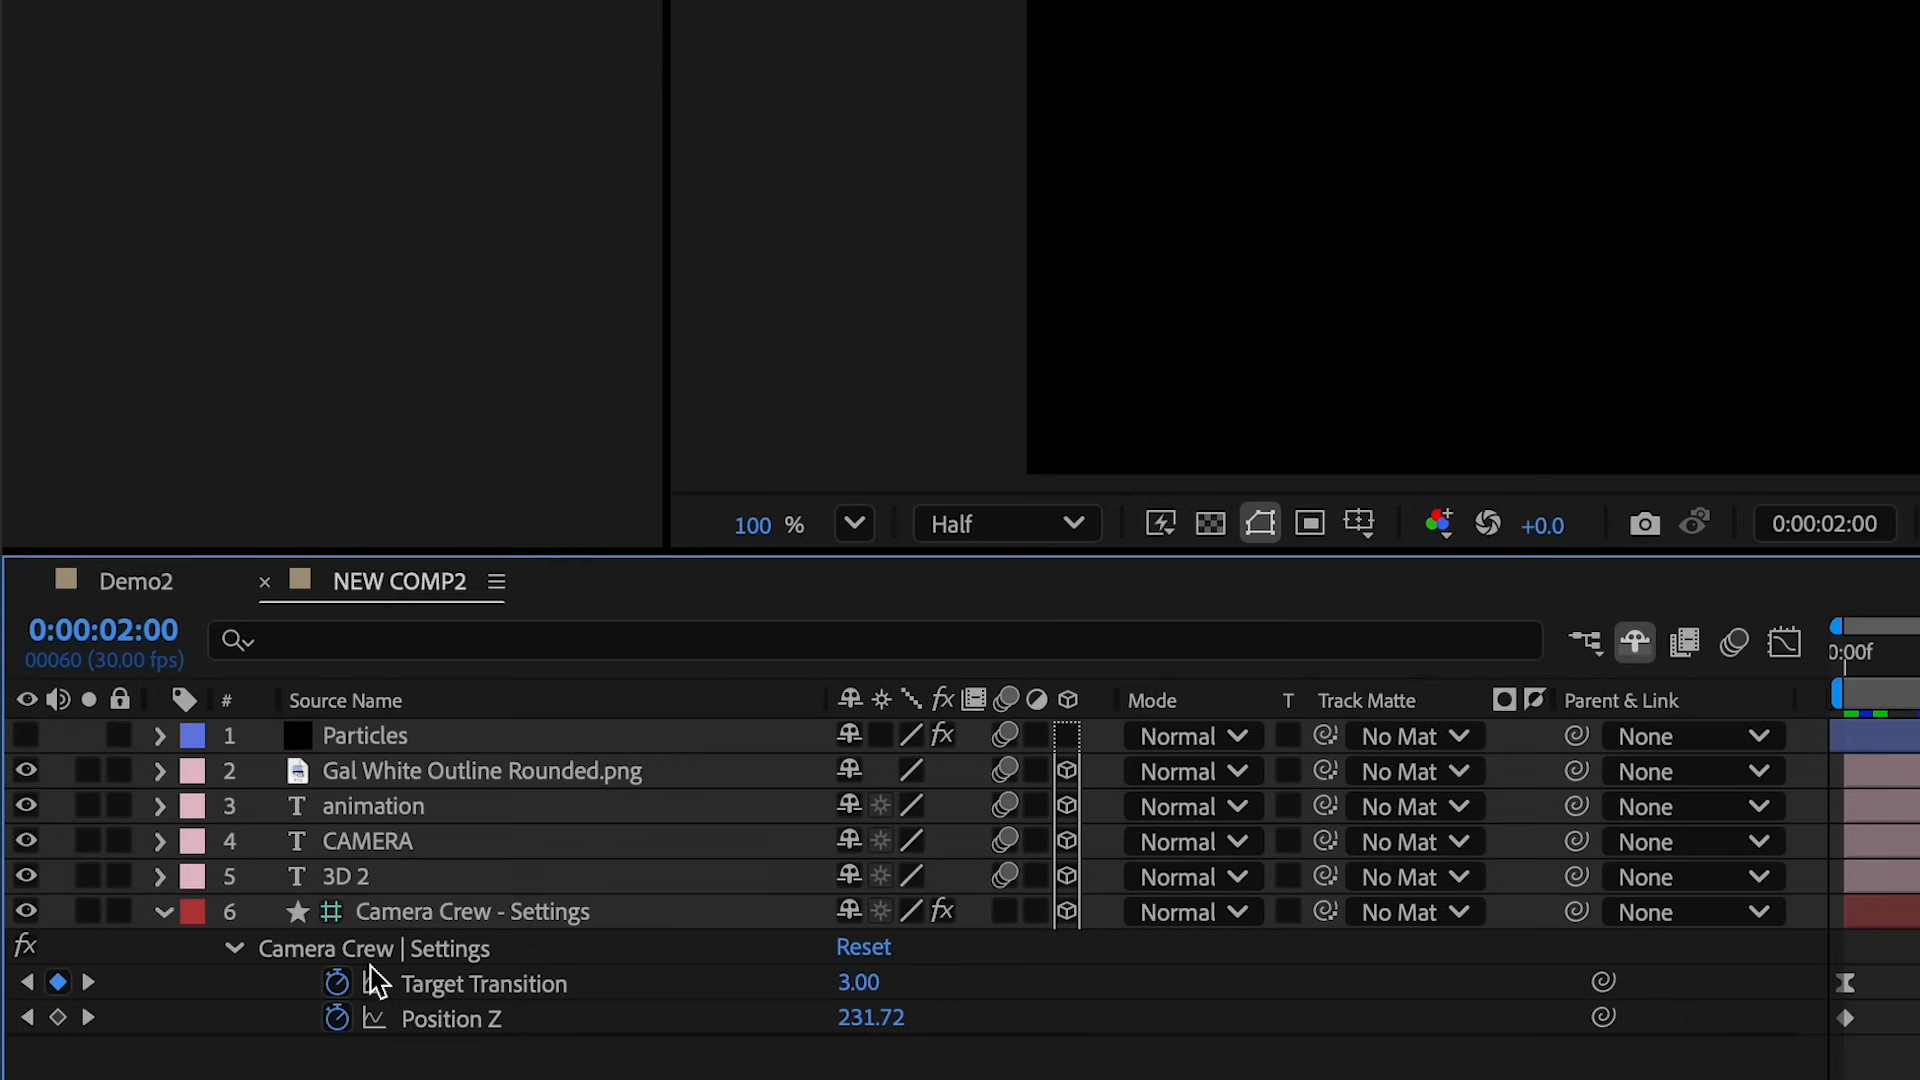 100 %
Half
+0.0
0:00:02:00
Demo2
× NEW COMP2
0:00:02:00
00060 (30.00 fps)
0:00f
# Source Name fx Mode T Track Matte Parent & Link
1 Particles fx Normal No Mat None
2 Gal White Outline Rounded.png Normal No Mat None
3 T animation Normal No Mat None
4 T CAMERA Normal No Mat None
5 T 3D 2 Normal No Mat None
6 Camera Crew - Settings fx Normal No Mat None
fx Camera Crew | Settings Reset
Target Transition 3.00
Position Z 231.72